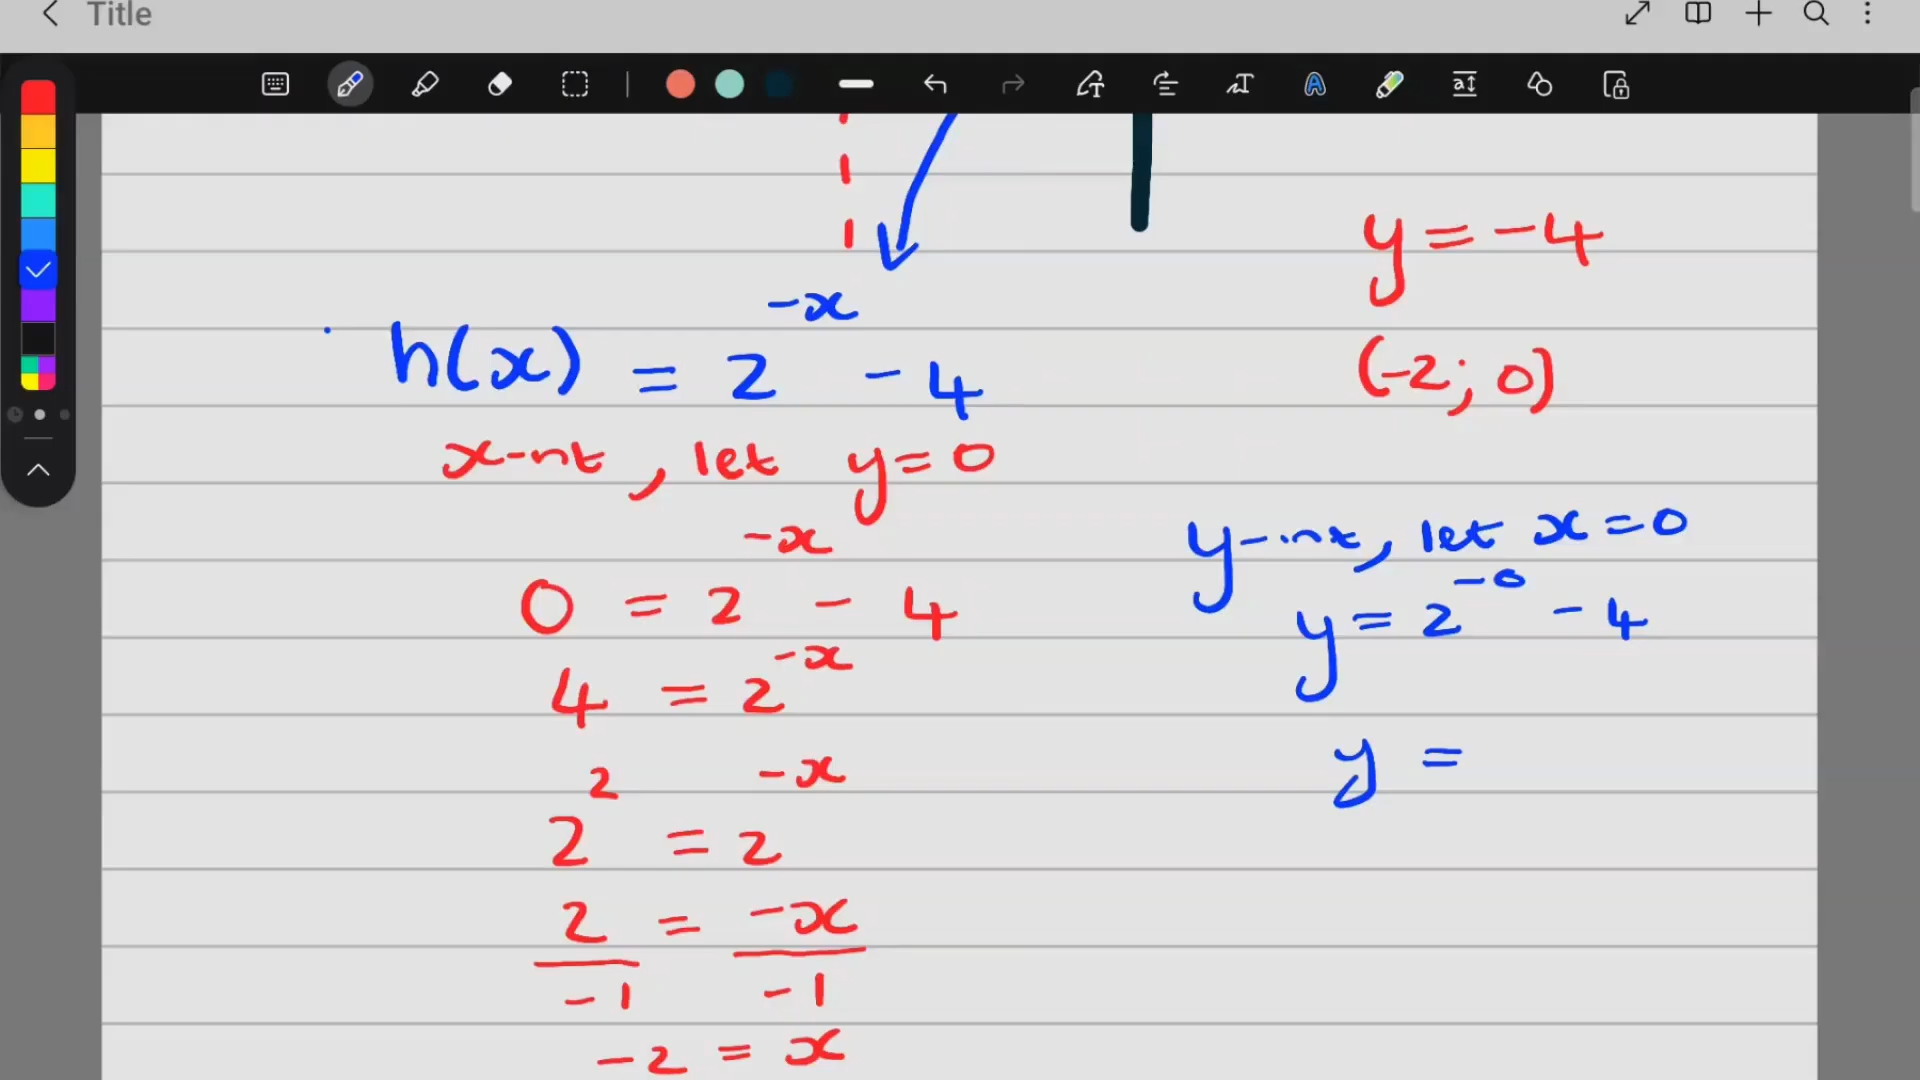 Title
y = -4
h(x) = 2^{-x} - 4
(-2; 0)
x-nt, let y=0
y-int, let x=0
0 = 2^{-x} - 4
y = 2^{-0} - 4
4 = 2^{-x}
y =
2^2 = 2^{-x}
2/-1 = -x/-1
-2 = x